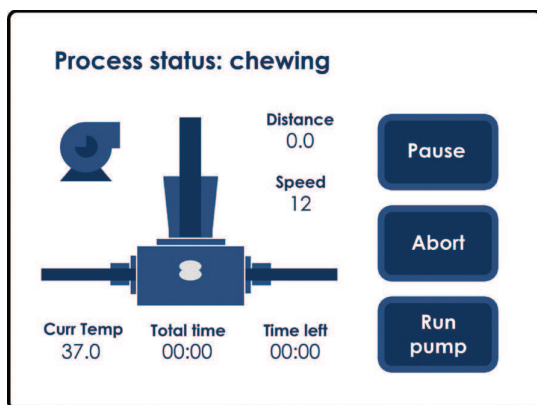 Process status: chewing
Distance
0.0
Speed
12
Pause
Abort
Run
pump
Curr Temp
37.0
Total time
00:00
Time left
00:00